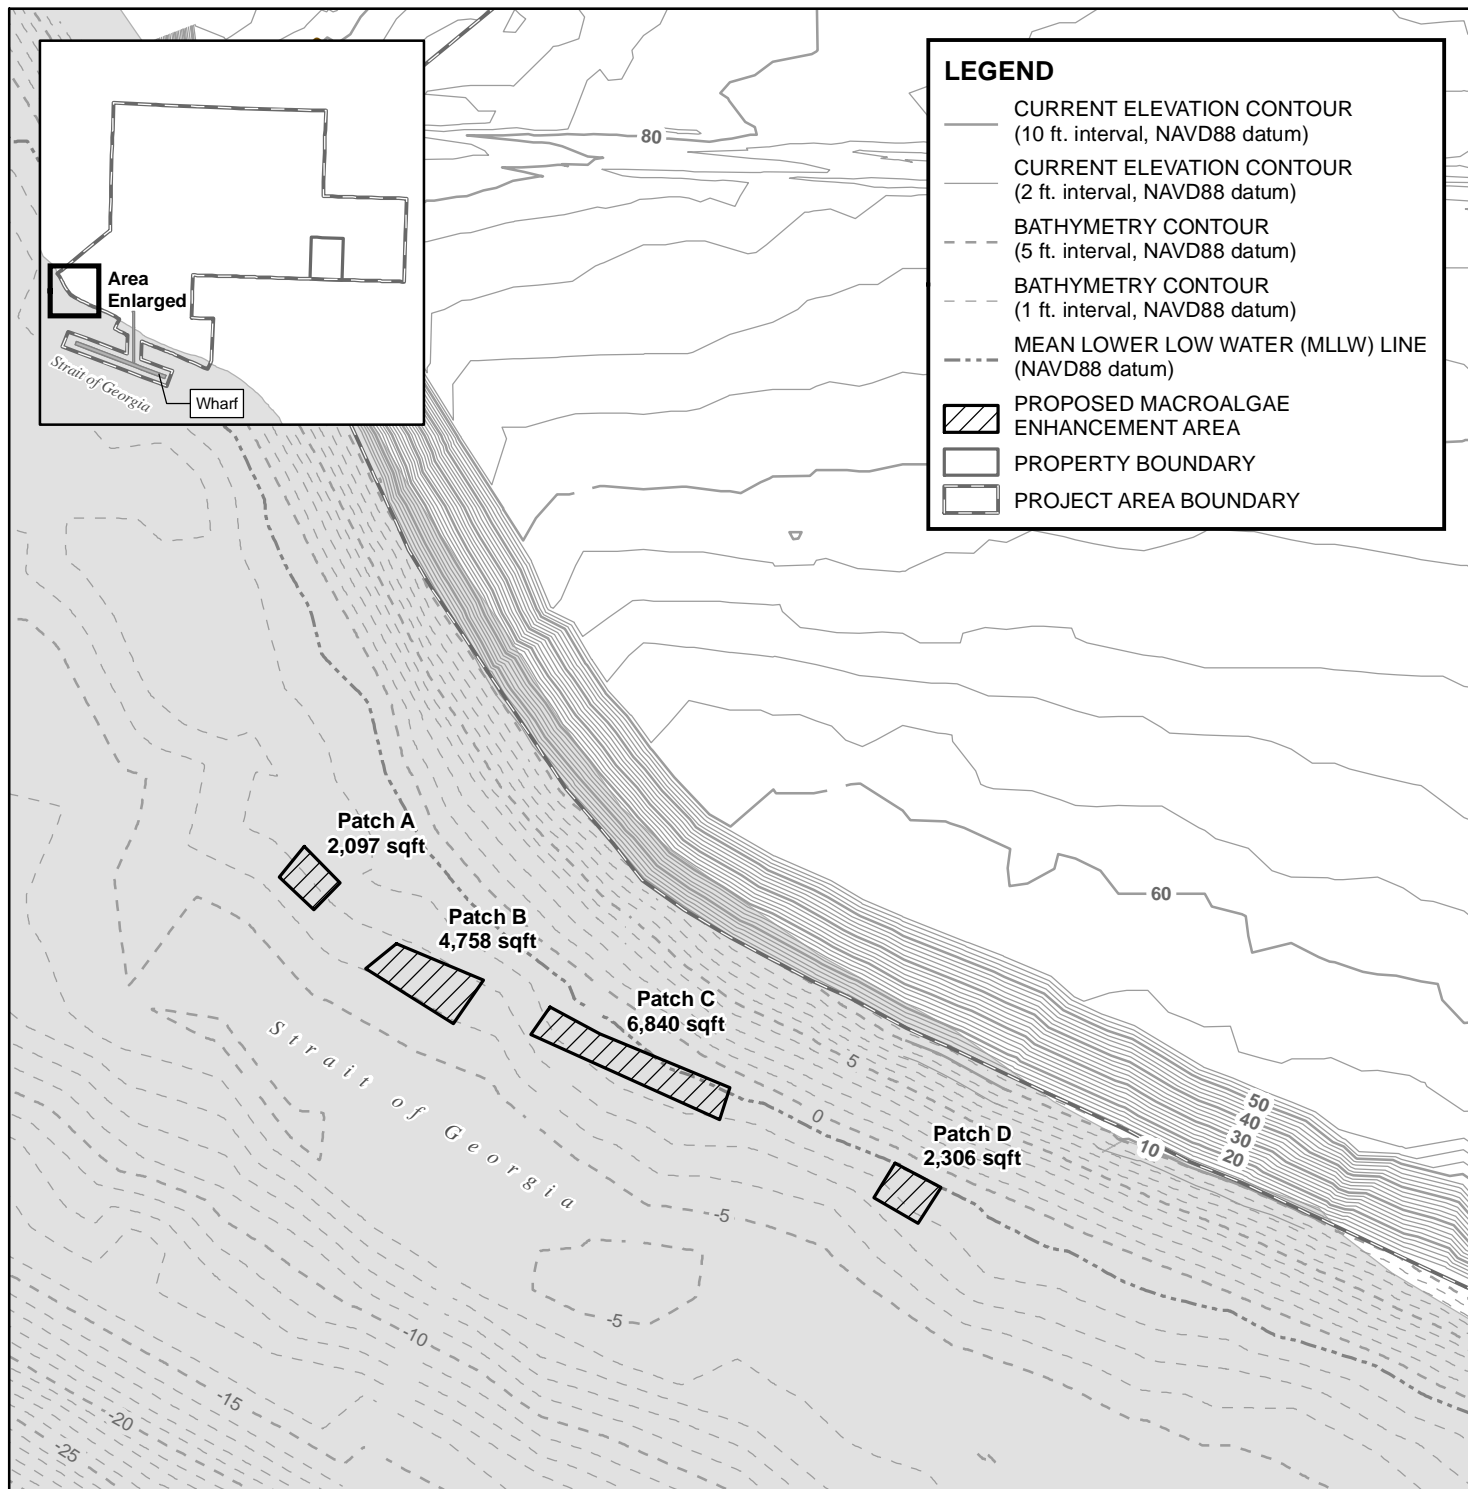 Area
Enlarged
Strait of Georgia
Wharf
LEGEND
CURRENT ELEVATION CONTOUR
(10 ft. interval, NAVD88 datum)
CURRENT ELEVATION CONTOUR
(2 ft. interval, NAVD88 datum)
BATHYMETRY CONTOUR
(5 ft. interval, NAVD88 datum)
BATHYMETRY CONTOUR
(1 ft. interval, NAVD88 datum)
MEAN LOWER LOW WATER (MLLW) LINE
(NAVD88 datum)
PROPOSED MACROALGAE
ENHANCEMENT AREA
PROPERTY BOUNDARY
PROJECT AREA BOUNDARY
80
Patch A
2,097 sqft
60
Patch B
4,758 sqft
Patch C
6,840 sqft
Strait of Georgia
5
0
50
40
30
20
10
Patch D
2,306 sqft
-5
-5
-10
-15
-20
-25